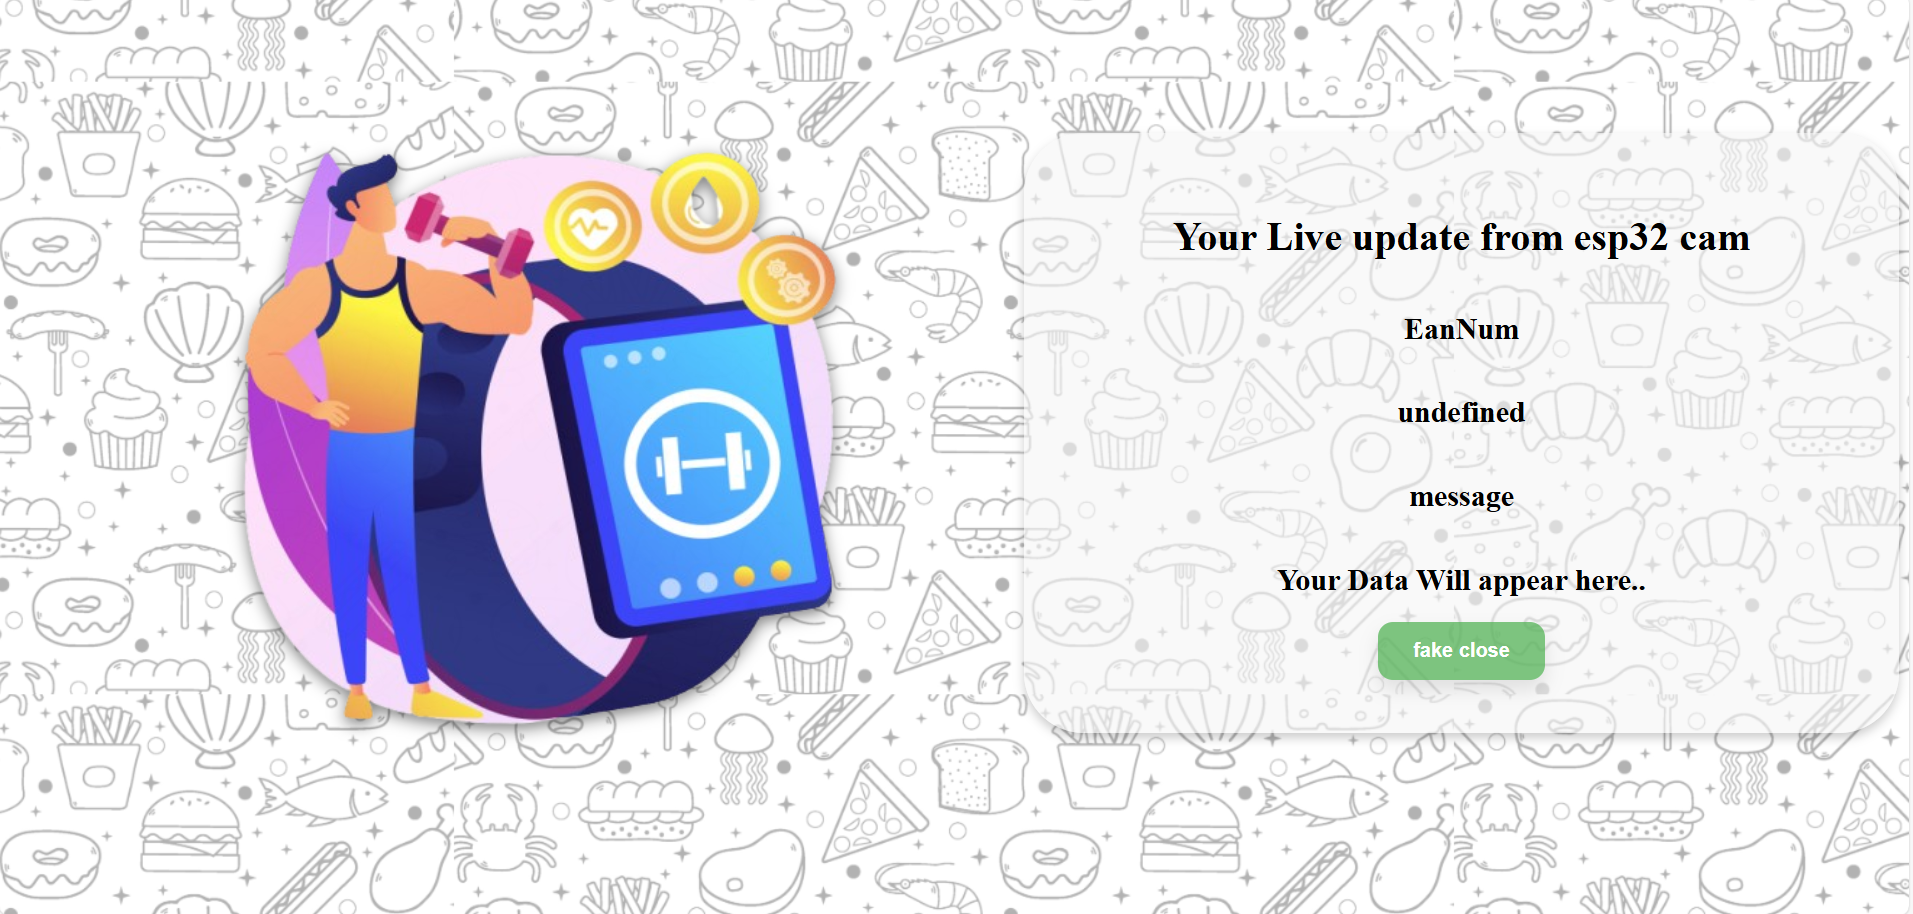 Your Live update from esp32 cam
EanNum
undefined
message
Your Data Will appear here..
fake close